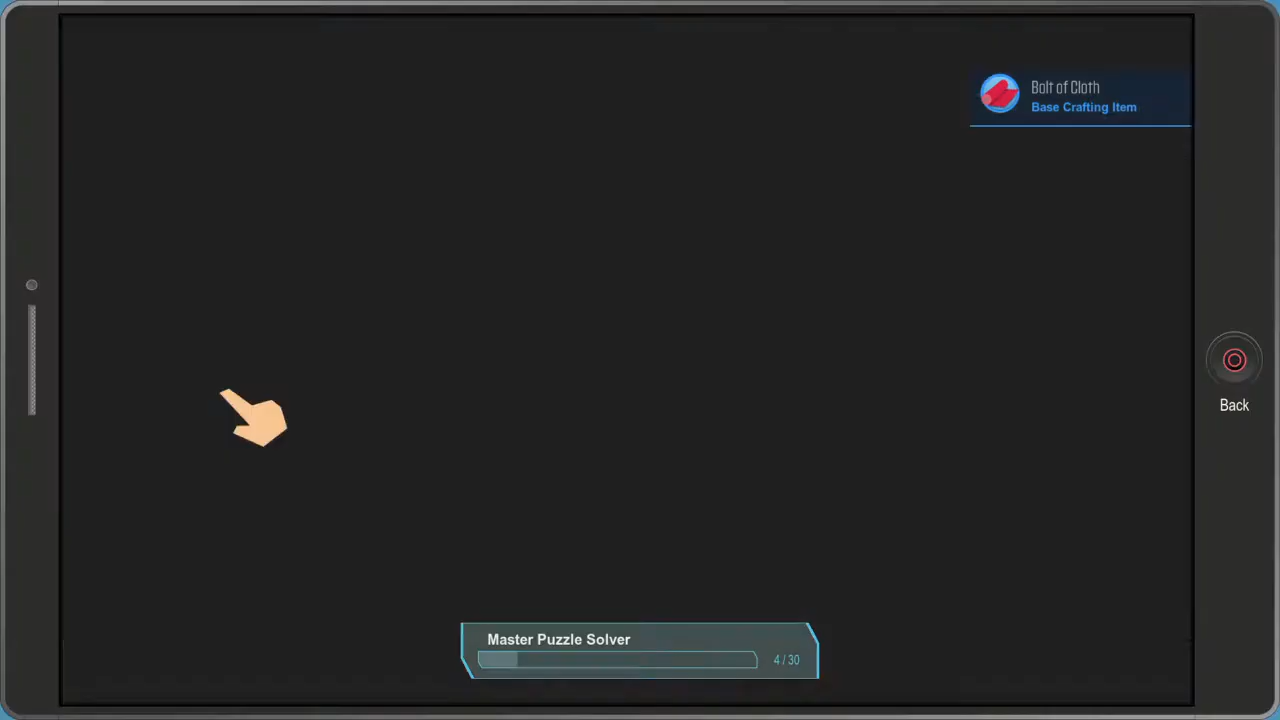 Bolt of Cloth
Base Crafting Item
Back
Master Puzzle Solver
4 / 30